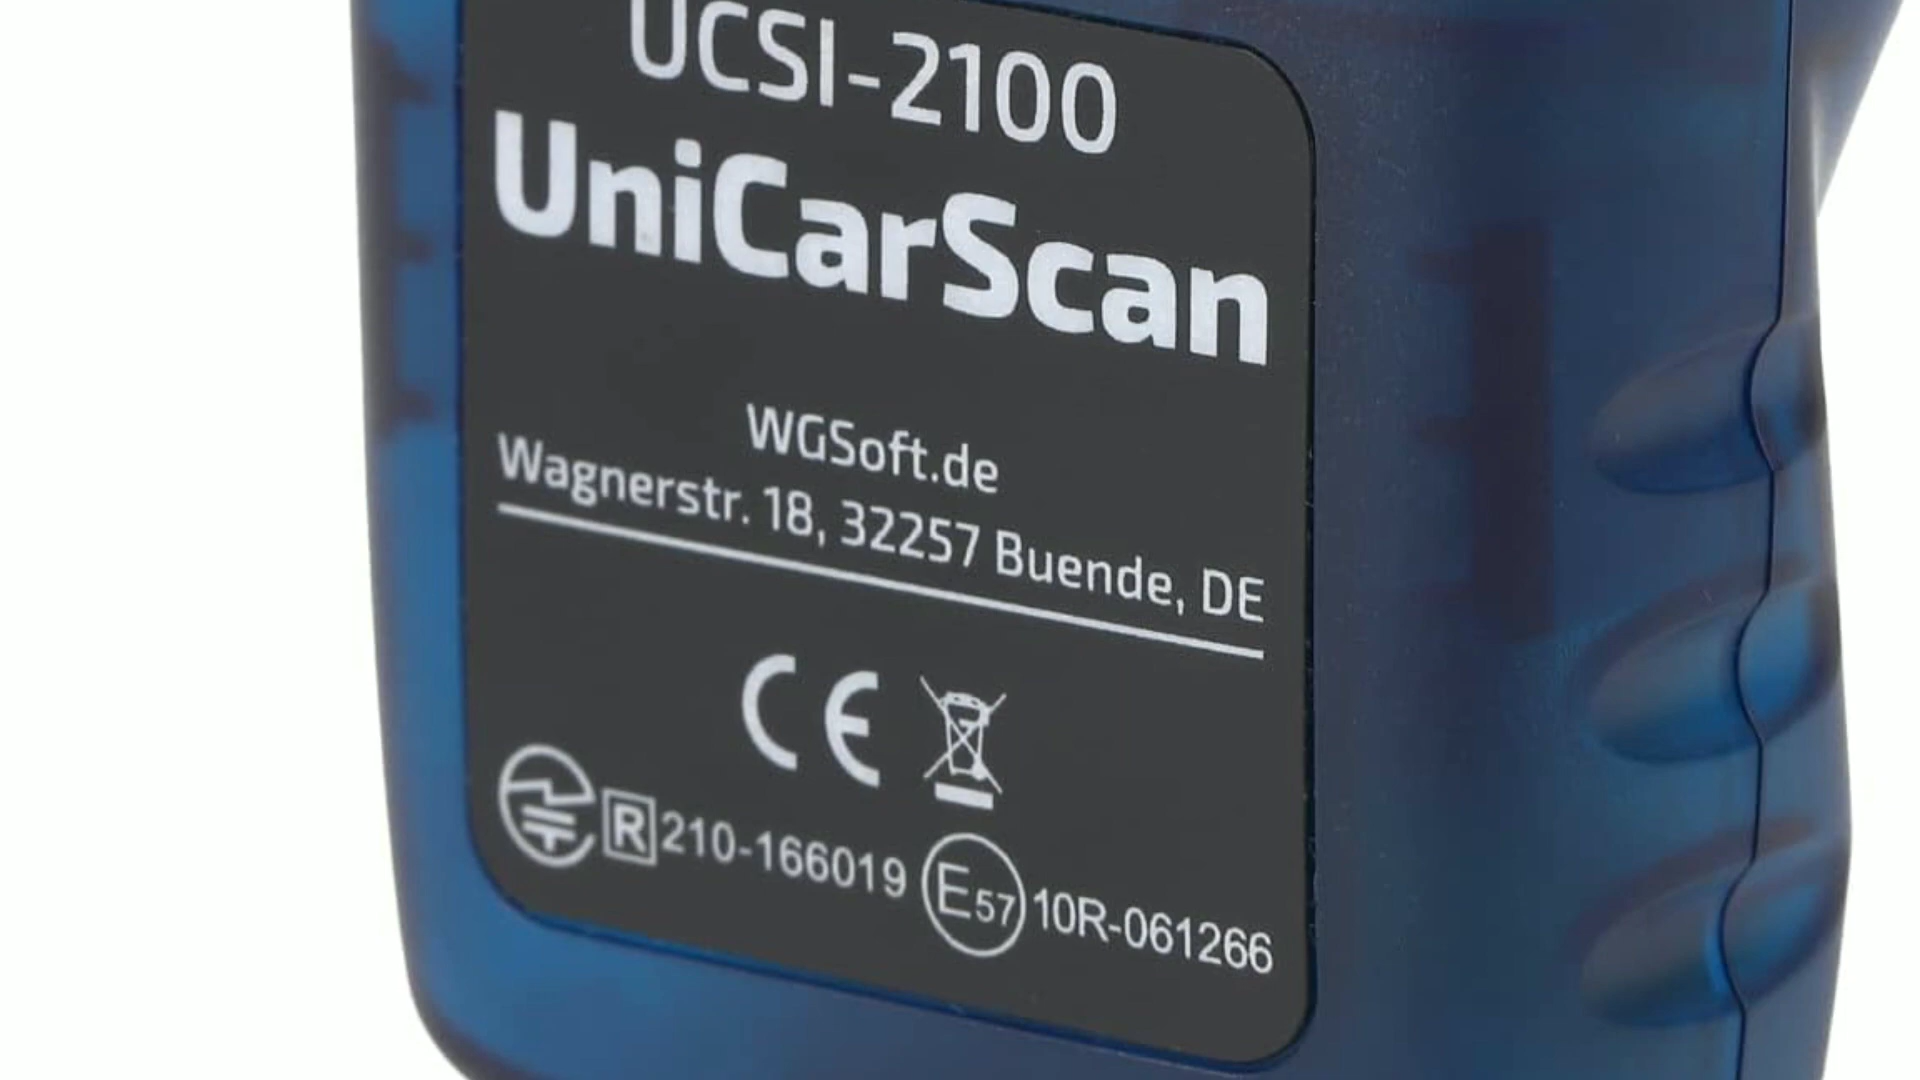 UCSI-2100
UniCarScan
WGSoft.de
Wagnerstr. 18, 32257 Buende, DE
CE
R 210-166019 E57 10R-061266